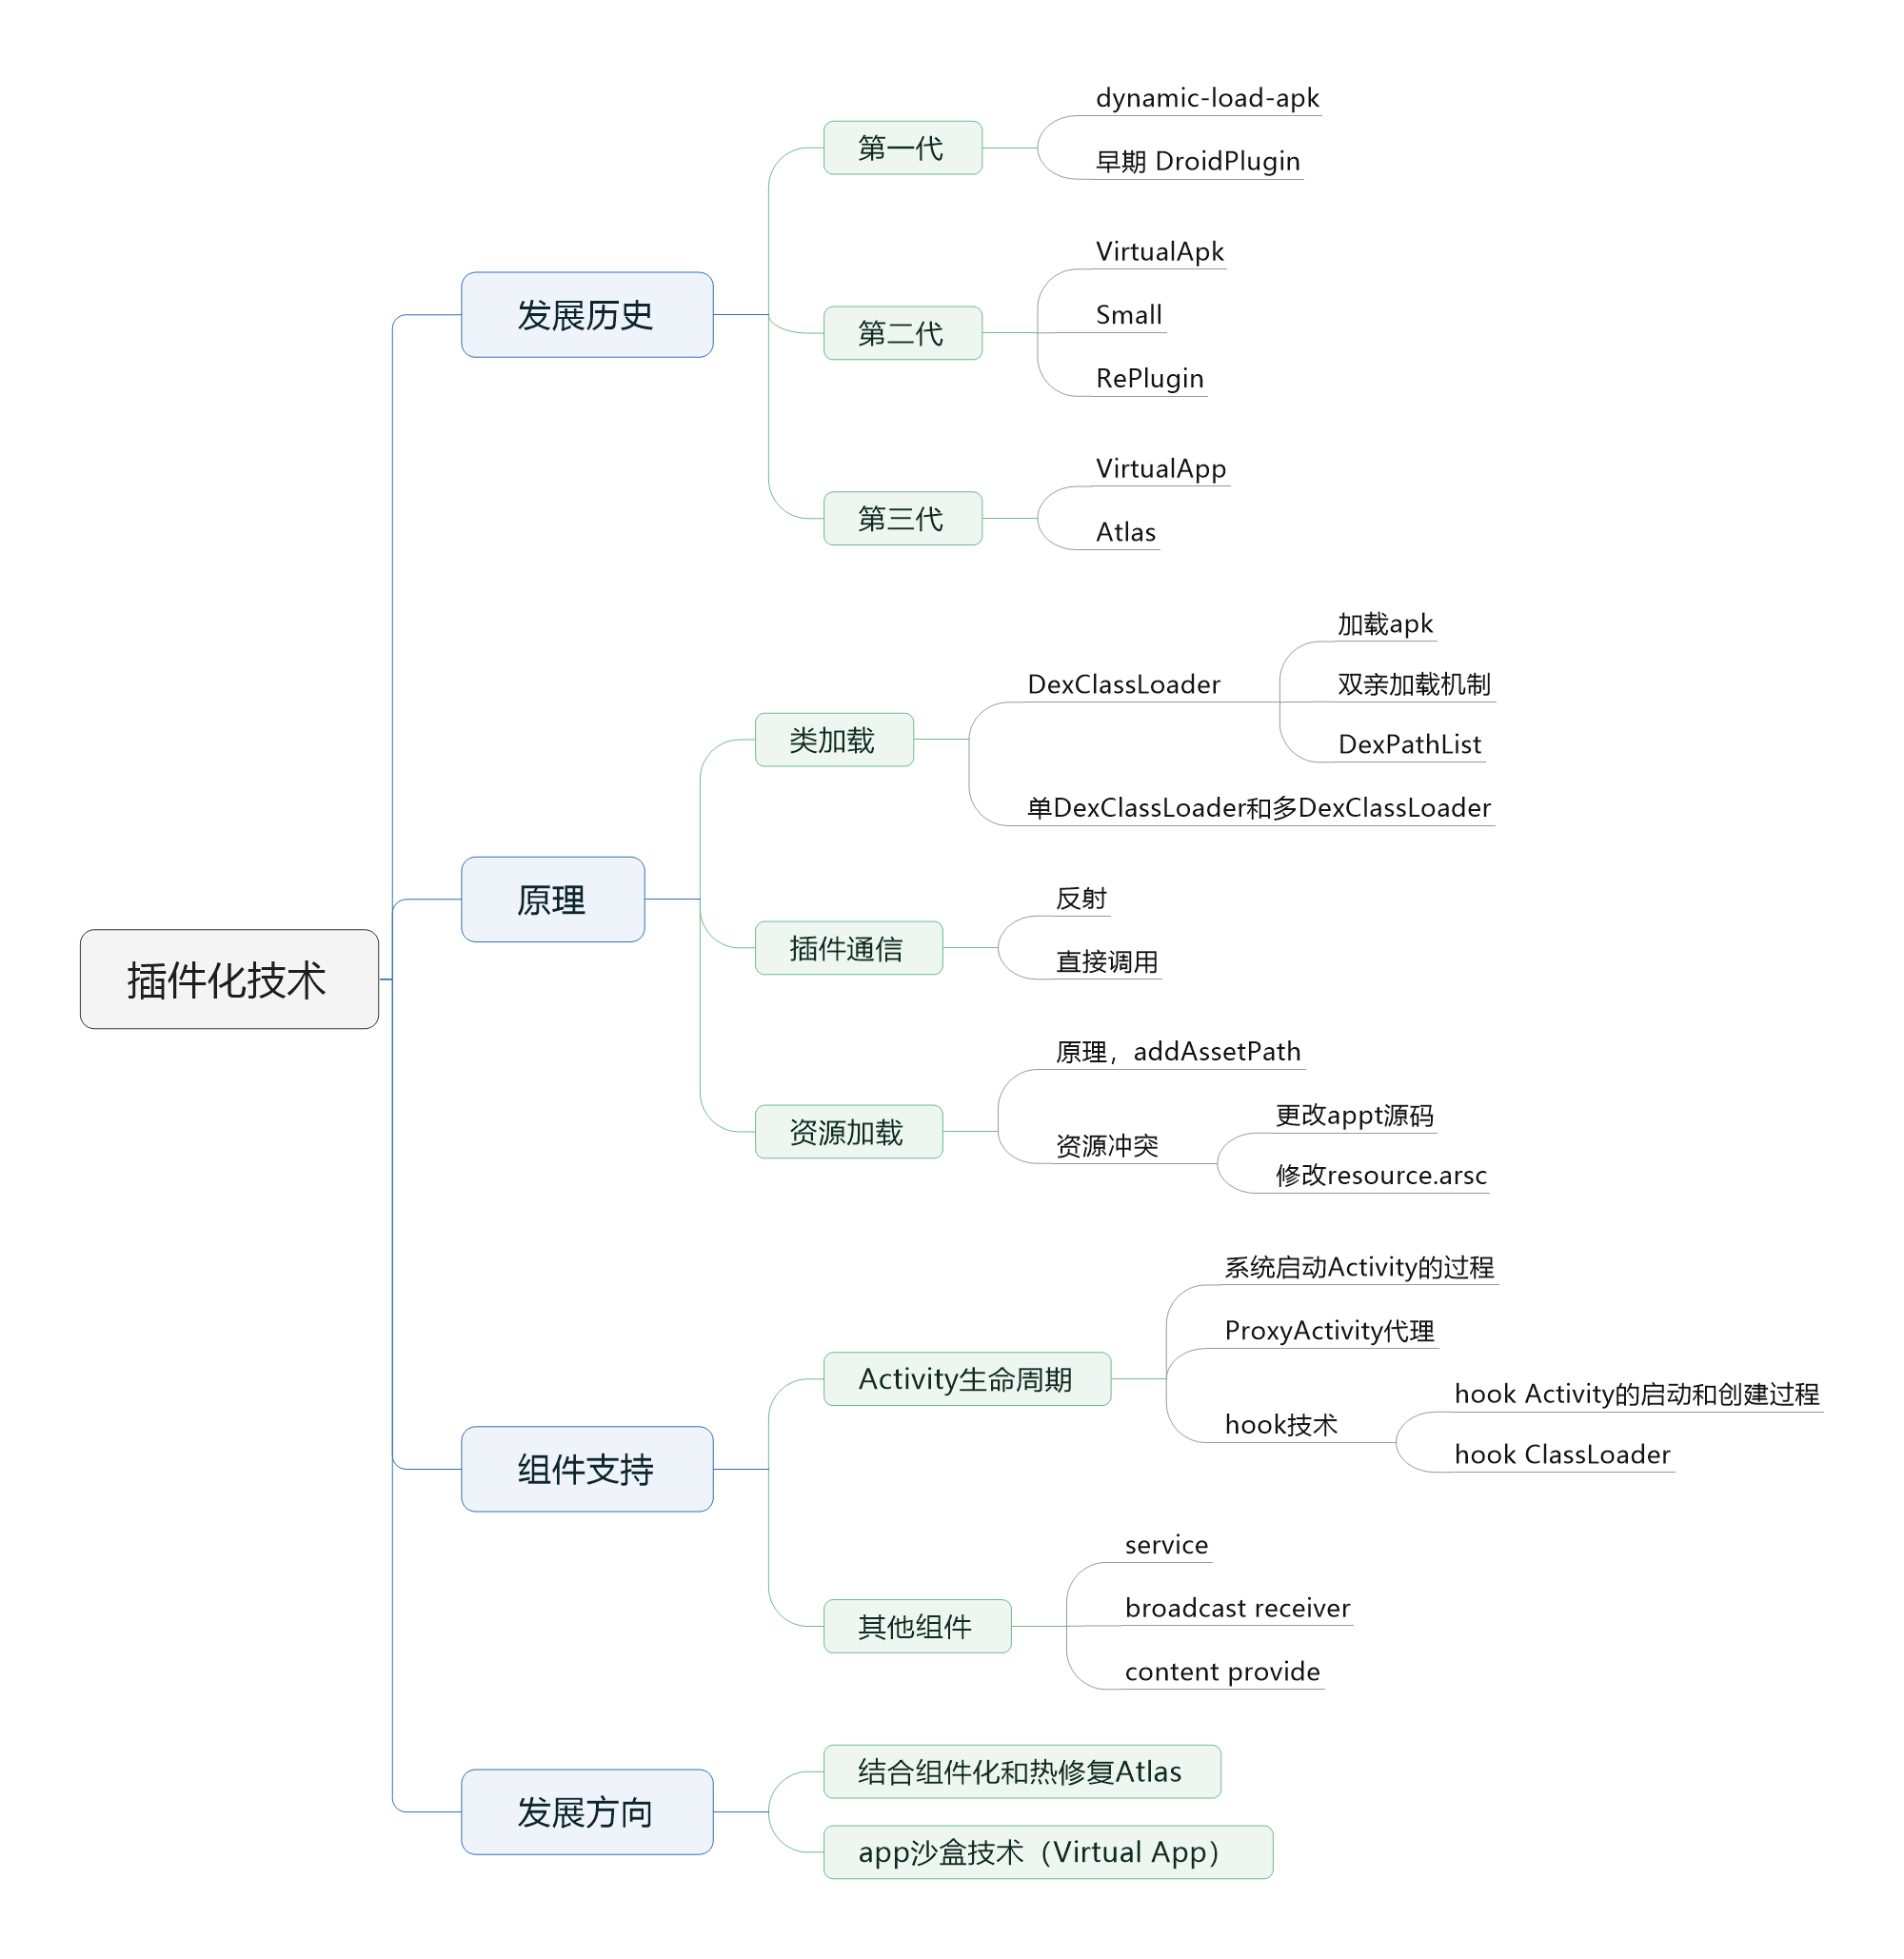 插件化技术
发展历史
第一代
dynamic-load-apk
早期 DroidPlugin
第二代
VirtualApk
Small
RePlugin
第三代
VirtualApp
Atlas
原理
类加载
DexClassLoader
加载apk
双亲加载机制
DexPathList
单DexClassLoader和多DexClassLoader
插件通信
反射
直接调用
资源加载
原理，addAssetPath
资源冲突
更改appt源码
修改resource.arsc
组件支持
Activity生命周期
系统启动Activity的过程
ProxyActivity代理
hook技术
hook Activity的启动和创建过程
hook ClassLoader
其他组件
service
broadcast receiver
content provide
发展方向
结合组件化和热修复Atlas
app沙盒技术（Virtual App）